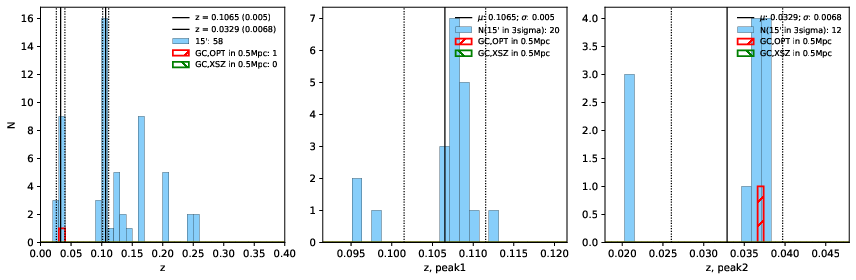 z = 0.1065 (0.005)
z = 0.0329 (0.0068)
15': 58
GC,OPT in 0.5Mpc: 1
GC,XSZ in 0.5Mpc: 0
16
14
12
10
8
6
4
2
0
N
0.00 0.05 0.10 0.15 0.20 0.25 0.30 0.35 0.40
z
μ: 0.1065; σ: 0.005
N(15' in 3sigma): 20
GC,OPT in 0.5Mpc
GC,XSZ in 0.5Mpc
7
6
5
4
3
2
1
0
0.095 0.100 0.105 0.110 0.115 0.120
z, peak1
μ: 0.0329; σ: 0.0068
N(15' in 3sigma): 12
GC,OPT in 0.5Mpc
GC,XSZ in 0.5Mpc
4.0
3.5
3.0
2.5
2.0
1.5
1.0
0.5
0.0
0.020 0.025 0.030 0.035 0.040 0.045
z, peak2